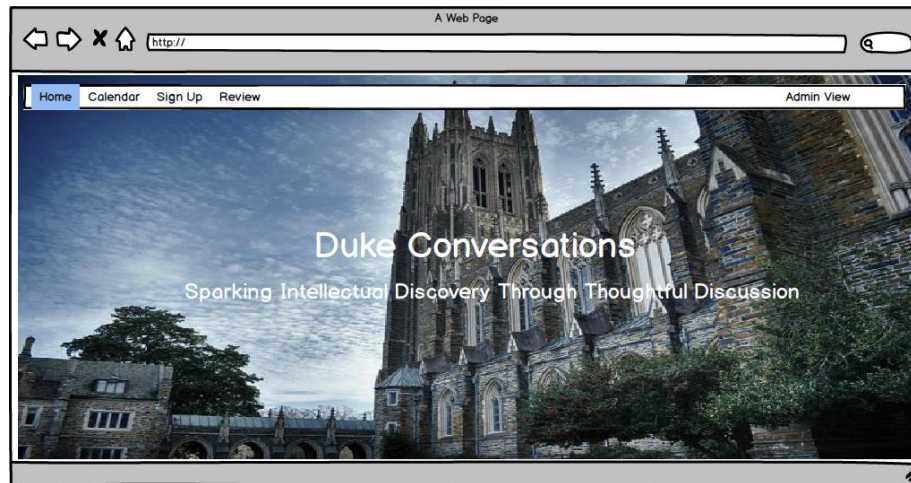 A Web Page
http://
Home Calendar Sign Up Review Admin View
Duke Conversations
Sparking Intellectual Discovery Through Thoughtful Discussion